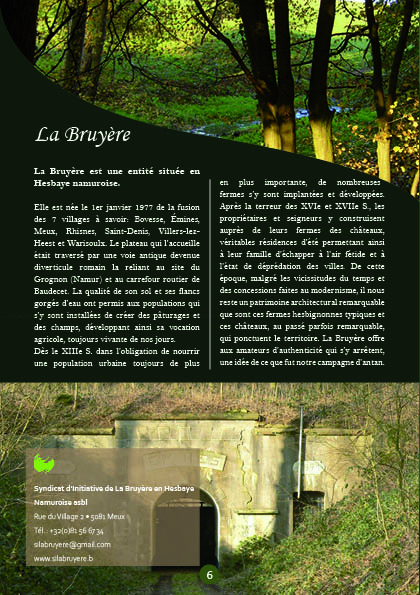 La Bruyère
La Bruyère est une entité située en
Hesbaye namuroise.
Elle est née le 1er janvier 1977 de la fusion
des 7 villages à savoir: Bovesse, Émines,
Meux, Rhisnes, Saint-Denis, Villers-lez-
Heest et Warisoulx. Le plateau qui l'accueille
était traversé par une voie antique devenue
diverticule romain la reliant au site du
Grognon (Namur) et au carrefour routier de
Baudecet. La qualité de son sol et ses flancs
gorgés d'eau ont permis aux populations qui
s'y sont installées de créer des pâturages et
des champs, développant ainsi sa vocation
agricole, toujours vivante de nos jours.
Dès le XIIIe S. dans l'obligation de nourrir
une population urbaine toujours de plus
en plus importante, de nombreuses
fermes s'y sont implantées et développées.
Après la terreur des XVIe et XVIIe S., les
propriétaires et seigneurs y construisent
auprès de leurs fermes des châteaux,
véritables résidences d'été permettant ainsi
à leur famille d'échapper à l'air fétide et à
l'état de déprédation des villes. De cette
époque, malgré les vicissitudes du temps et
des concessions faites au modernisme, il nous
reste un patrimoine architectural remarquable
que sont ces fermes hesbignonnes typiques et
ces châteaux, au passé parfois remarquable,
qui ponctuent le territoire. La Bruyère offre
aux amateurs d'authenticité qui s'y arrêtent,
une idée de ce que fut notre campagne d'antan.
Syndicat d'Initiative de La Bruyère en Hesbaye
Namuroise asbl
Rue du Village 2 • 5081 Meux
Tél.: +32(0)81 56 67 34
silabruyere@gmail.com
www.silabruyere.b
6